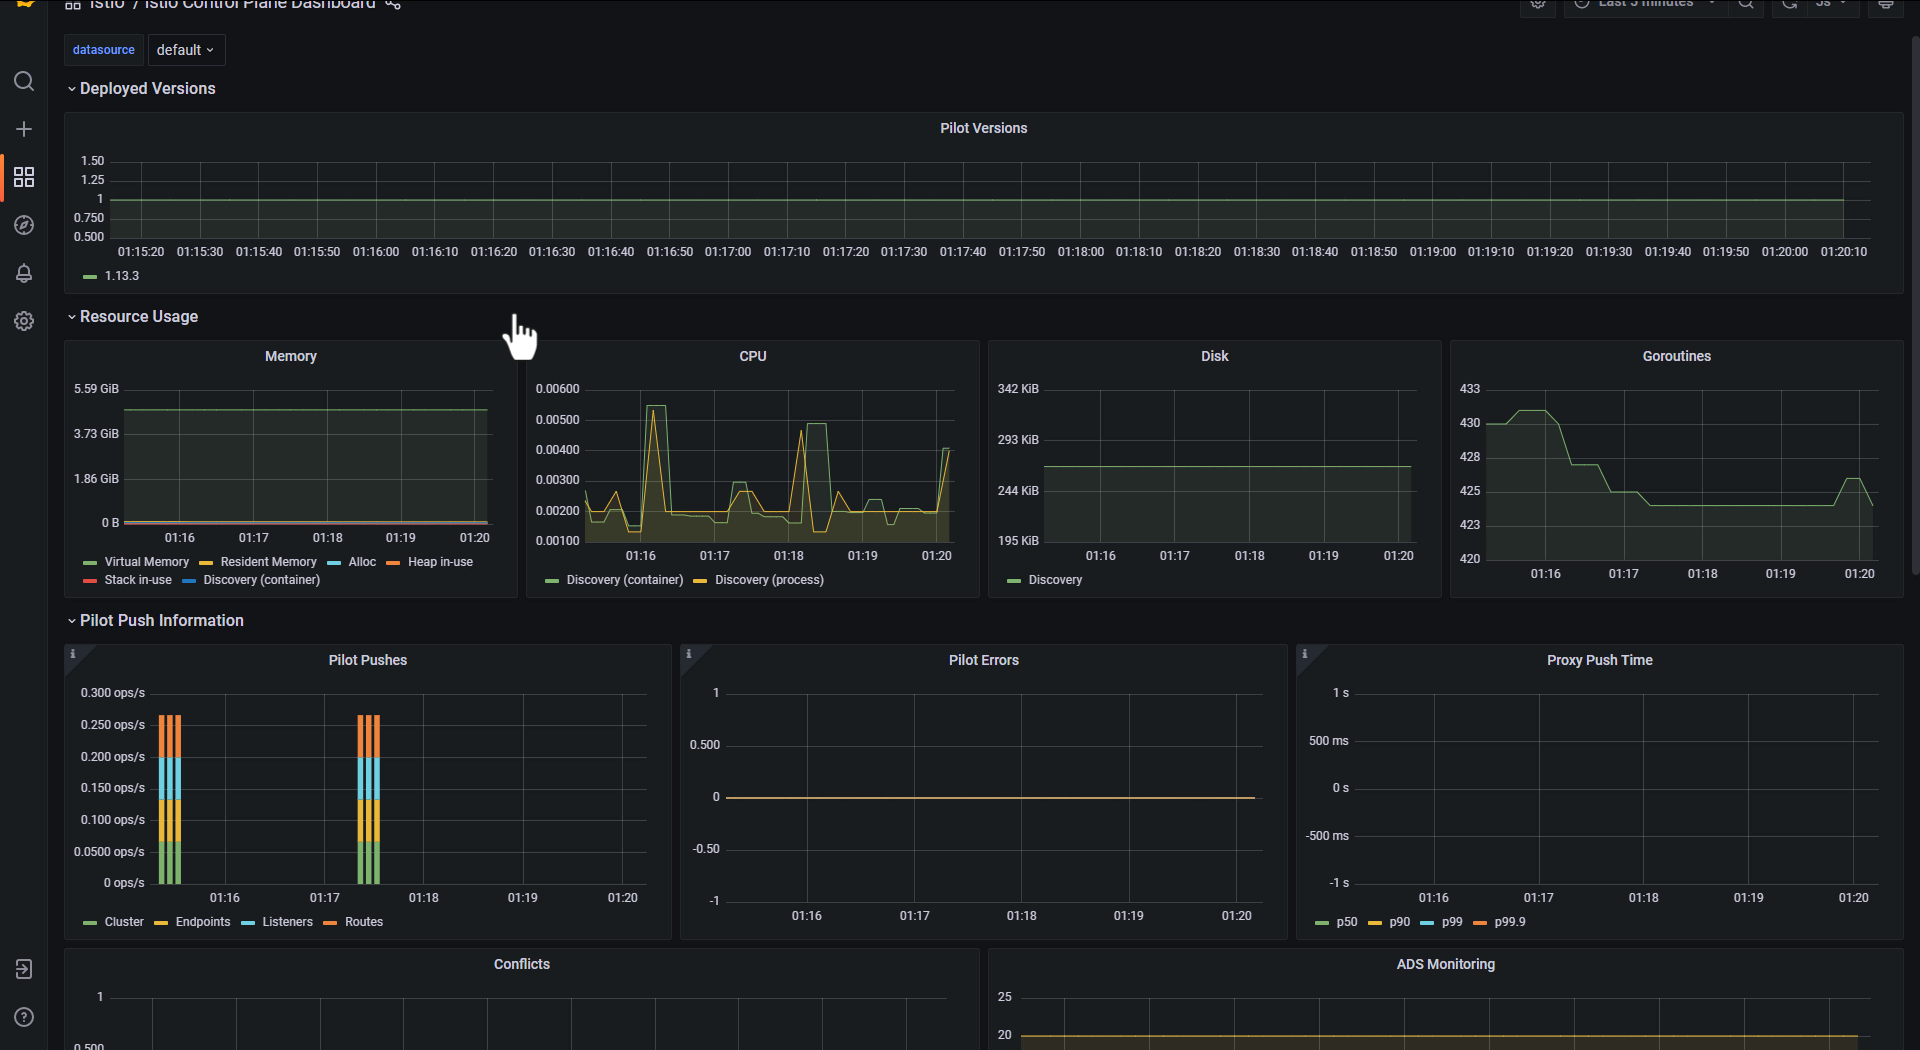 Istio / Istio Control Plane Dashboard
Last 5 minutes
5s
datasource
default
Deployed Versions
Pilot Versions
1.50
1.25
1
0.750
0.500
01:15:20 01:15:30 01:15:40 01:15:50 01:16:00 01:16:10 01:16:20 01:16:30 01:16:40 01:16:50 01:17:00 01:17:10 01:17:20 01:17:30 01:17:40 01:17:50 01:18:00 01:18:10 01:18:20 01:18:30 01:18:40 01:18:50 01:19:00 01:19:10 01:19:20 01:19:30 01:19:40 01:19:50 01:20:00 01:20:10
1.13.3
Resource Usage
Memory
5.59 GiB
3.73 GiB
1.86 GiB
0 B
01:16 01:17 01:18 01:19 01:20
Virtual Memory Resident Memory Alloc Heap in-use
Stack in-use Discovery (container)
CPU
0.00600
0.00500
0.00400
0.00300
0.00200
0.00100
01:16 01:17 01:18 01:19 01:20
Discovery (container) Discovery (process)
Disk
342 KiB
293 KiB
244 KiB
195 KiB
01:16 01:17 01:18 01:19 01:20
Discovery
Goroutines
433
430
428
425
423
420
01:16 01:17 01:18 01:19 01:20
Pilot Push Information
Pilot Pushes
0.300 ops/s
0.250 ops/s
0.200 ops/s
0.150 ops/s
0.100 ops/s
0.0500 ops/s
0 ops/s
01:16 01:17 01:18 01:19 01:20
Cluster Endpoints Listeners Routes
Pilot Errors
1
0.500
0
-0.50
-1
01:16 01:17 01:18 01:19 01:20
Proxy Push Time
1 s
500 ms
0 s
-500 ms
-1 s
01:16 01:17 01:18 01:19 01:20
p50 p90 p99 p99.9
Conflicts
1
0.500
ADS Monitoring
25
20